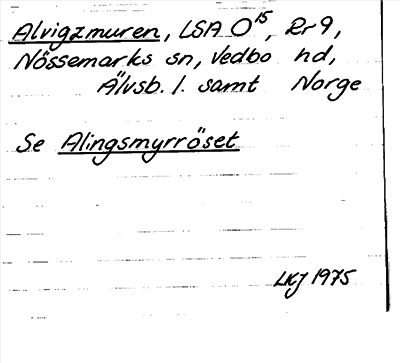 Alvigzmuren, LSA O¹⁵, Rr 9,
Nössemarks sn, Vedbo hd,
Älvsb. l. samt Norge
Se Alingsmyrröset
LKJ 1975